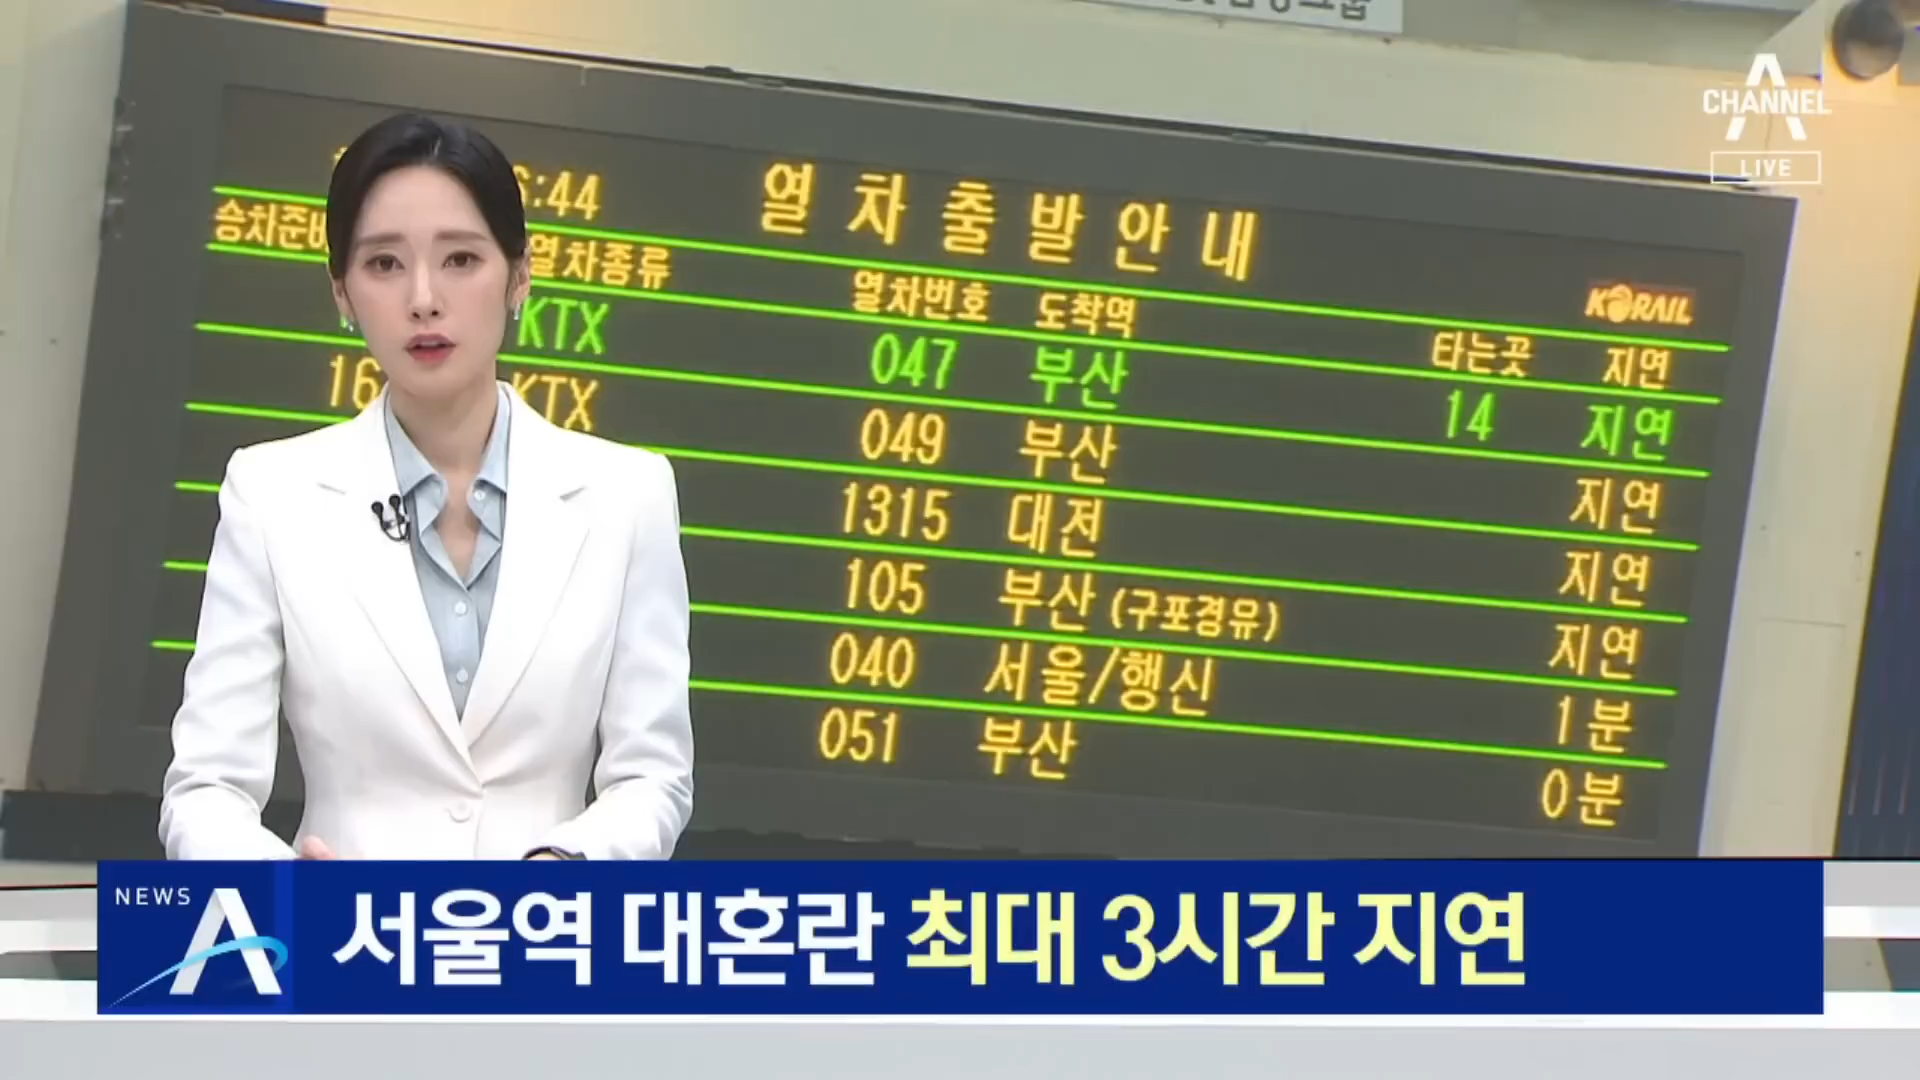 CHANNEL A
LIVE
:44 열차출발안내
KORAIL
승차준비 열차종류 열차번호 도착역 타는곳 지연
KTX 047 부산 14 지연
16 KTX 049 부산 지연
1315 대전 지연
105 부산(구포경유) 지연
040 서울/행신 1분
051 부산 0분
NEWS A
서울역 대혼란 최대 3시간 지연